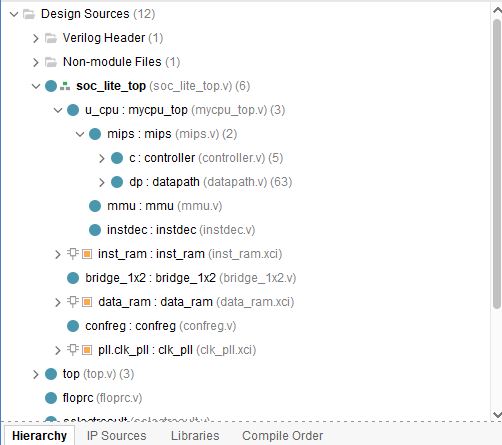 Design Sources (12)
Verilog Header (1)
Non-module Files (1)
soc_lite_top (soc_lite_top.v) (6)
u_cpu : mycpu_top (mycpu_top.v) (3)
mips : mips (mips.v) (2)
c : controller (controller.v) (5)
dp : datapath (datapath.v) (63)
mmu : mmu (mmu.v)
instdec : instdec (instdec.v)
inst_ram : inst_ram (inst_ram.xci)
bridge_1x2 : bridge_1x2 (bridge_1x2.v)
data_ram : data_ram (data_ram.xci)
confreg : confreg (confreg.v)
pll.clk_pll : clk_pll (clk_pll.xci)
top (top.v) (3)
floprc (floprc.v)
Hierarchy IP Sources Libraries Compile Order